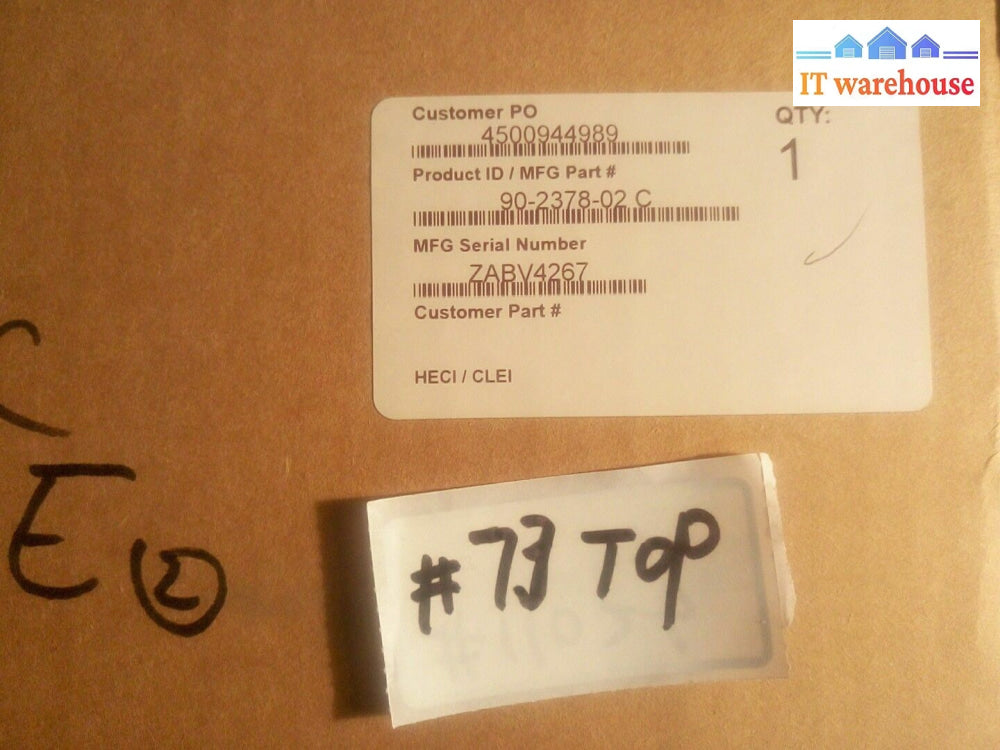 IT warehouse
Customer PO
QTY:
4500944989
1
Product ID / MFG Part #
90-2378-02 C
MFG Serial Number
ZABV4267
Customer Part #
HECI / CLEI
E ②
#73 TOP